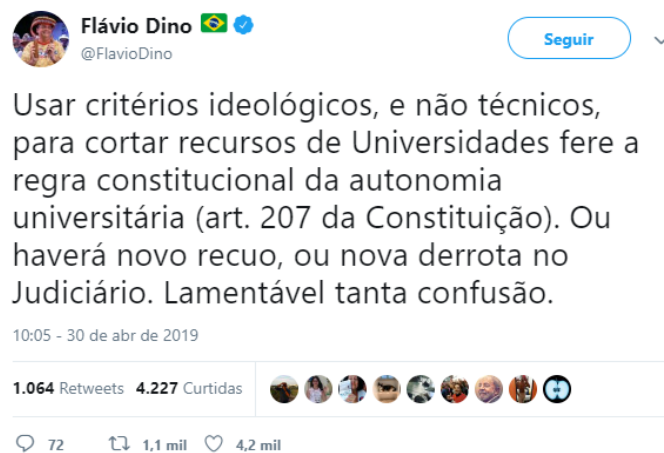 Flávio Dino
@FlavioDino
Seguir
Usar critérios ideológicos, e não técnicos,
para cortar recursos de Universidades fere a
regra constitucional da autonomia
universitária (art. 207 da Constituição). Ou
haverá novo recuo, ou nova derrota no
Judiciário. Lamentável tanta confusão.
10:05 - 30 de abr de 2019
1.064 Retweets 4.227 Curtidas
72 1,1 mil 4,2 mil